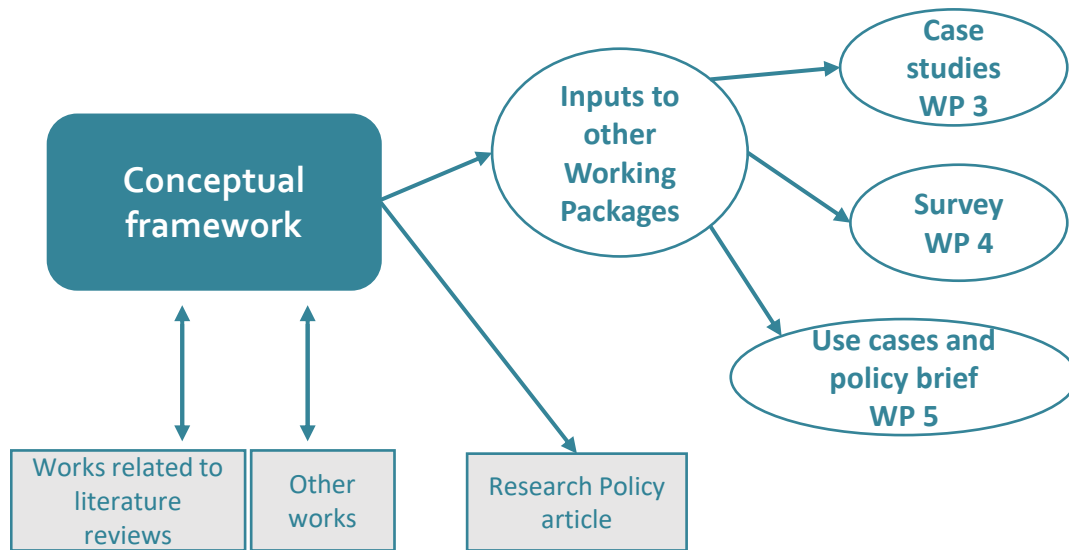 Conceptual
framework
Inputs to
other
Working
Packages
Case
studies
WP 3
Survey
WP 4
Use cases and
policy brief
WP 5
Works related to
literature
reviews
Other
works
Research Policy
article